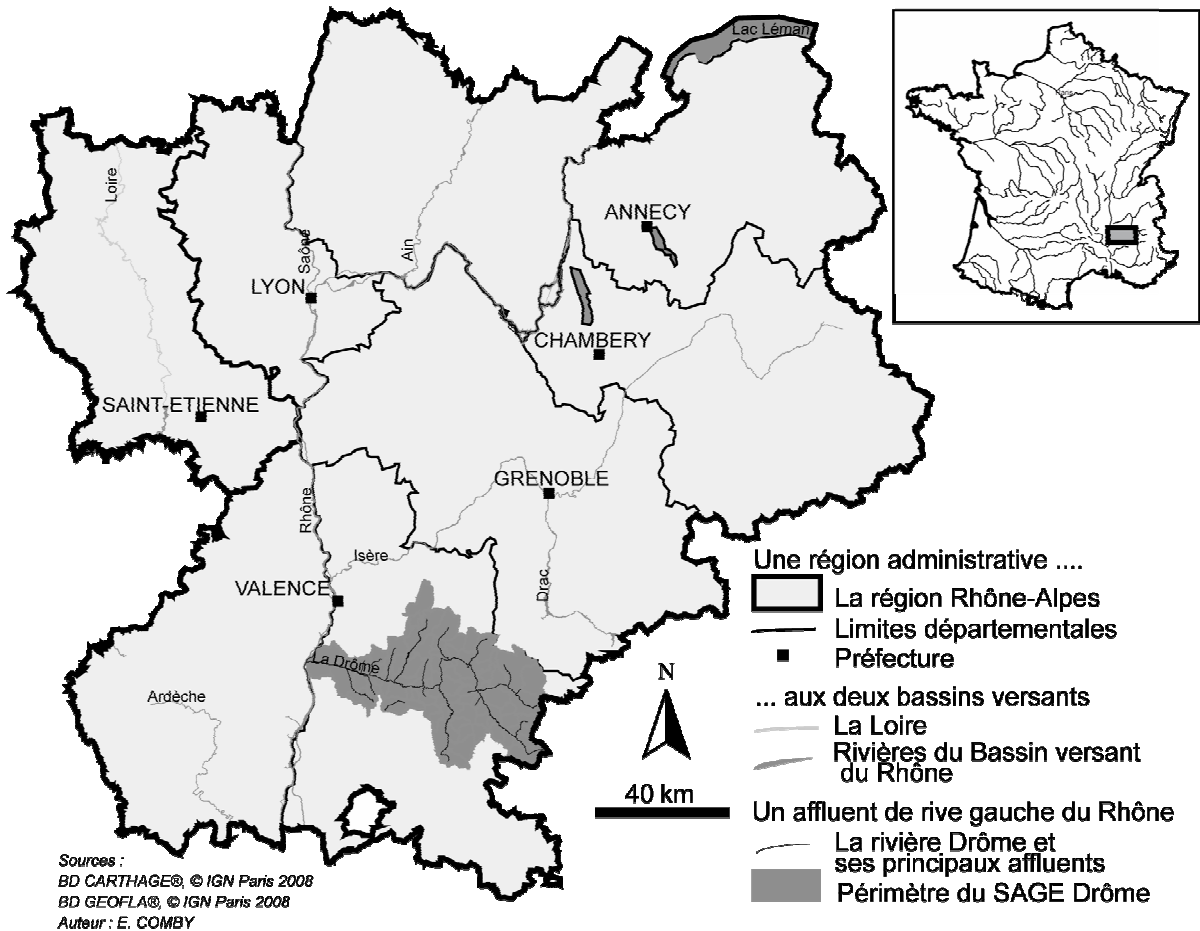 Lac Léman
Loire
ANNECY
Saône
Ain
LYON
CHAMBERY
SAINT-ETIENNE
GRENOBLE
Rhône
Isère
VALENCE
Drac
La Drôme
Ardèche
N
40 km
Une région administrative ....
La région Rhône-Alpes
Limites départementales
Préfecture
... aux deux bassins versants
La Loire
Rivières du Bassin versant
du Rhône
Un affluent de rive gauche du Rhône
La rivière Drôme et
ses principaux affluents
Périmètre du SAGE Drôme
Sources :
BD CARTHAGE®, © IGN Paris 2008
BD GEOFLA®, © IGN Paris 2008
Auteur : E. COMBY